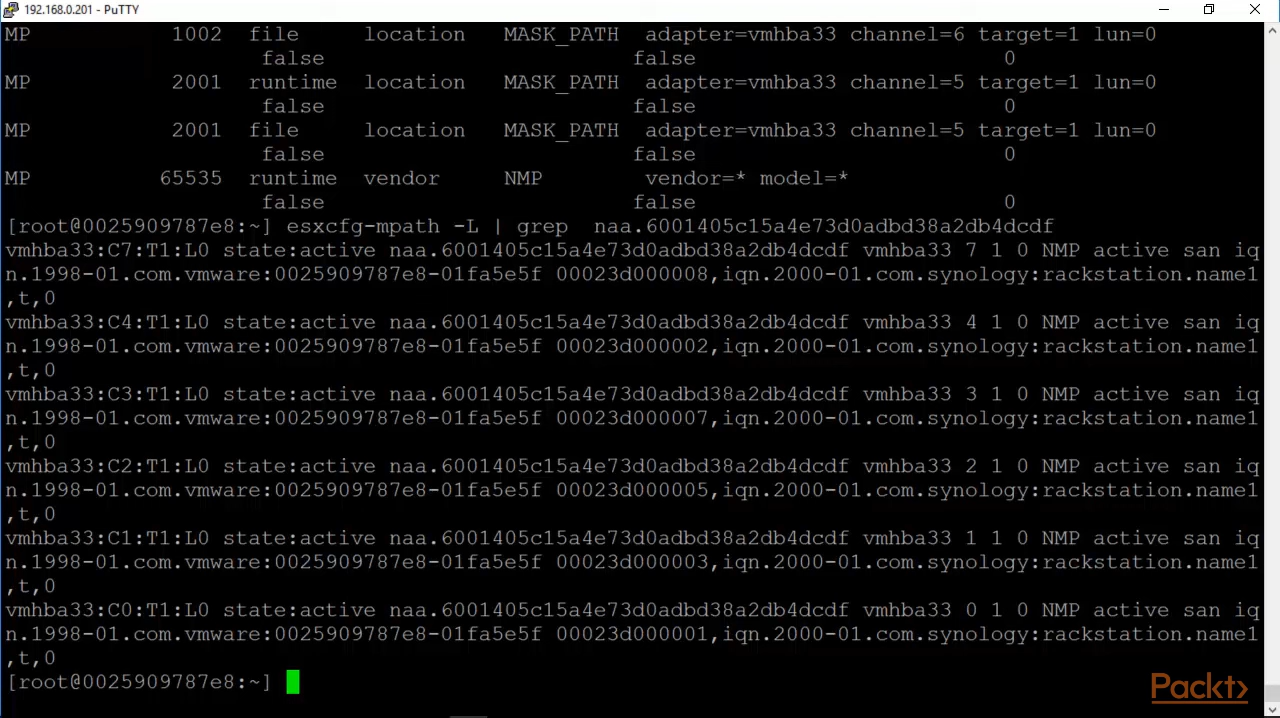 192.168.0.201 - PuTTY
MP 1002 file location MASK_PATH adapter=vmhba33 channel=6 target=1 lun=0
false false 0
MP 2001 runtime location MASK_PATH adapter=vmhba33 channel=5 target=1 lun=0
false false 0
MP 2001 file location MASK_PATH adapter=vmhba33 channel=5 target=1 lun=0
false false 0
MP 65535 runtime vendor NMP vendor=* model=*
false false 0
[root@0025909787e8:~] esxcfg-mpath -L | grep  naa.6001405c15a4e73d0adbd38a2db4dcdf
vmhba33:C7:T1:L0 state:active naa.6001405c15a4e73d0adbd38a2db4dcdf vmhba33 7 1 0 NMP active san iq
n.1998-01.com.vmware:0025909787e8-01fa5e5f 00023d000008,iqn.2000-01.com.synology:rackstation.name1
,t,0
vmhba33:C4:T1:L0 state:active naa.6001405c15a4e73d0adbd38a2db4dcdf vmhba33 4 1 0 NMP active san iq
n.1998-01.com.vmware:0025909787e8-01fa5e5f 00023d000002,iqn.2000-01.com.synology:rackstation.name1
,t,0
vmhba33:C3:T1:L0 state:active naa.6001405c15a4e73d0adbd38a2db4dcdf vmhba33 3 1 0 NMP active san iq
n.1998-01.com.vmware:0025909787e8-01fa5e5f 00023d000007,iqn.2000-01.com.synology:rackstation.name1
,t,0
vmhba33:C2:T1:L0 state:active naa.6001405c15a4e73d0adbd38a2db4dcdf vmhba33 2 1 0 NMP active san iq
n.1998-01.com.vmware:0025909787e8-01fa5e5f 00023d000005,iqn.2000-01.com.synology:rackstation.name1
,t,0
vmhba33:C1:T1:L0 state:active naa.6001405c15a4e73d0adbd38a2db4dcdf vmhba33 1 1 0 NMP active san iq
n.1998-01.com.vmware:0025909787e8-01fa5e5f 00023d000003,iqn.2000-01.com.synology:rackstation.name1
,t,0
vmhba33:C0:T1:L0 state:active naa.6001405c15a4e73d0adbd38a2db4dcdf vmhba33 0 1 0 NMP active san iq
n.1998-01.com.vmware:0025909787e8-01fa5e5f 00023d000001,iqn.2000-01.com.synology:rackstation.name1
,t,0
[root@0025909787e8:~]
Packt>